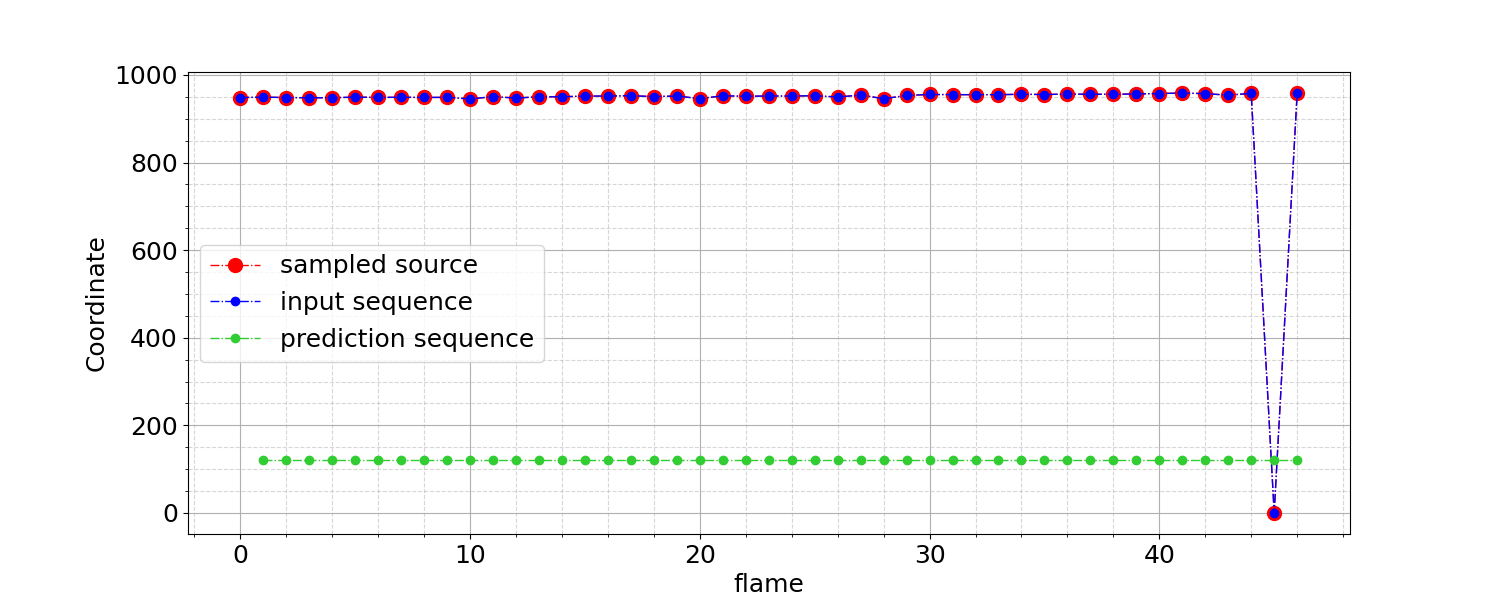 1000
800
600
400
200
0
Coordinate
sampled source
input sequence
prediction sequence
0 10 20 30 40
flame